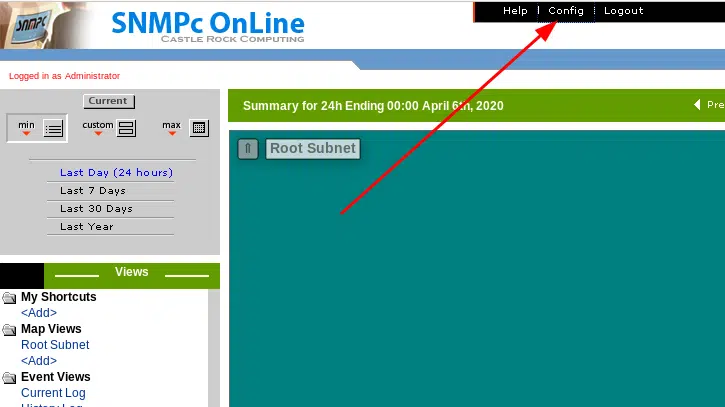 Help | Config | Logout
SNMPC
SNMPc OnLine
CASTLE ROCK COMPUTING
Logged in as Administrator
Current
min custom max
Last Day (24 hours)
Last 7 Days
Last 30 Days
Last Year
Summary for 24h Ending 00:00 April 6th, 2020
Pre
Root Subnet
Views
My Shortcuts
<Add>
Map Views
Root Subnet
<Add>
Event Views
Current Log
History Log